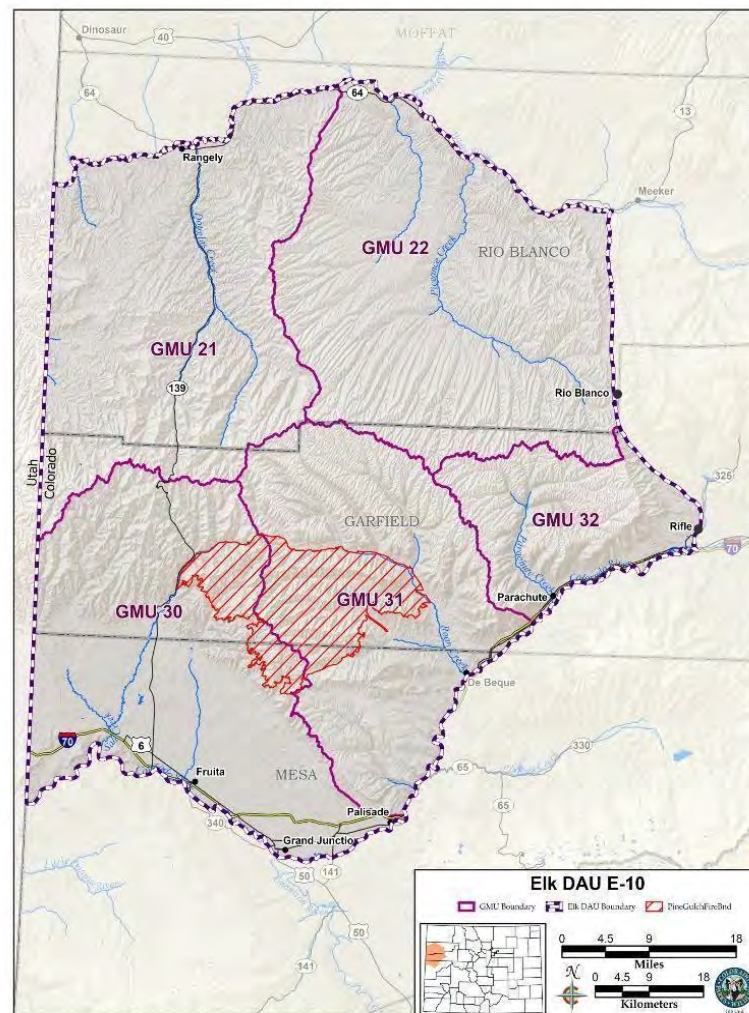 Dinosaur
40
MOFFAT
64
64
13
Rangely
Meeker
Douglas Creek
GMU 22
RIO BLANCO
Piceance Creek
GMU 21
139
Rio Blanco
Utah
Colorado
325
GARFIELD
GMU 32
Rifle
70
Parachute Creek
Parachute
GMU 30
GMU 31
Roan Creek
De Beque
70
6
330
65
Fruita
MESA
65
Palisade
340
Grand Junctio
141
50
50
141
Elk DAU E-10
GMU Boundary
Elk DAU Boundary
PineGulchFireBnd
0 4.5 9 18
Miles
N
0 4.5 9 18
Kilometers